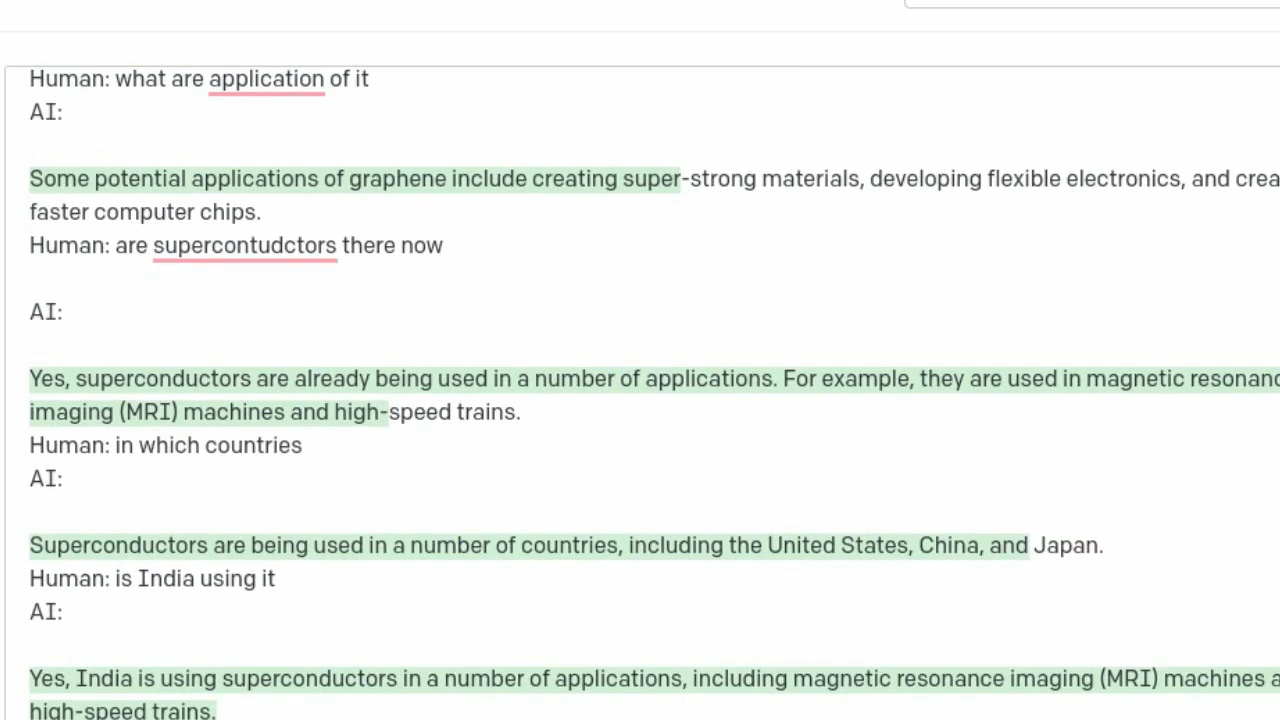 Human: what are application of it
AI:
Some potential applications of graphene include creating super-strong materials, developing flexible electronics, and
faster computer chips.
Human: are supercontudctors there now
AI:
Yes, superconductors are already being used in a number of applications. For example, they are used in magnetic
imaging (MRI) machines and high-speed trains.
Human: in which countries
AI:
Superconductors are being used in a number of countries, including the United States, China, and Japan.
Human: is India using it
AI:
Yes, India is using superconductors in a number of applications, including magnetic resonance imaging (MRI) machines
high-speed trains.